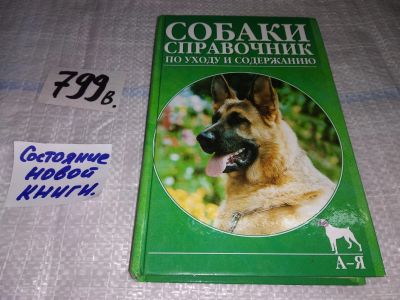 799в.
Состояние
новой
книги.
СОБАКИ
СПРАВОЧНИК
ПО УХОДУ И СОДЕРЖАНИЮ
А-Я